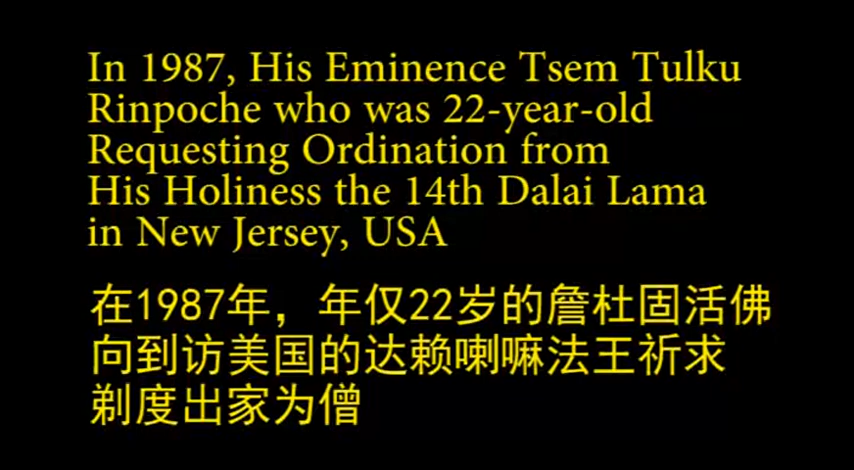 In 1987, His Eminence Tsem Tulku
Rinpoche who was 22-year-old
Requesting Ordination from
His Holiness the 14th Dalai Lama
in New Jersey, USA
在1987年，年仅22岁的詹杜固活佛
向到访美国的达赖喇嘛法王祈求
剃度出家为僧